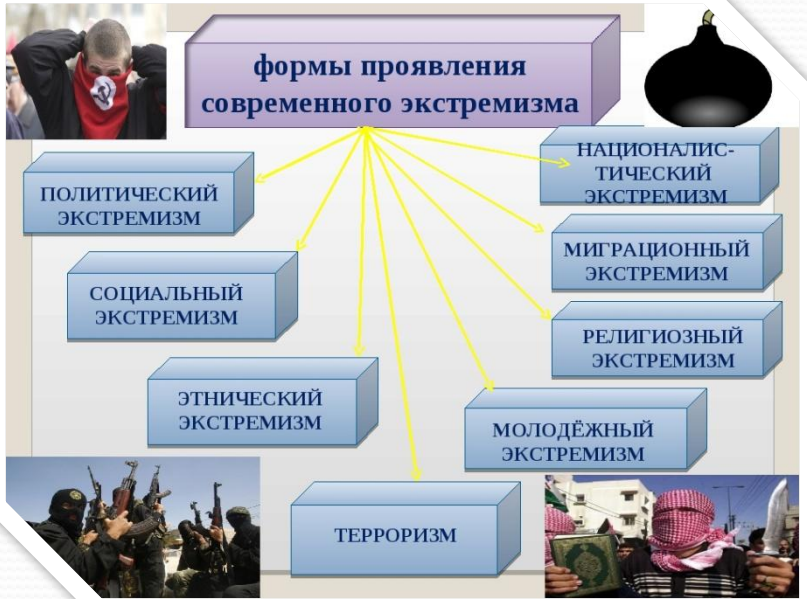 формы проявления
современного экстремизма
ПОЛИТИЧЕСКИЙ
ЭКСТРЕМИЗМ
СОЦИАЛЬНЫЙ
ЭКСТРЕМИЗМ
ЭТНИЧЕСКИЙ
ЭКСТРЕМИЗМ
ТЕРРОРИЗМ
МОЛОДЁЖНЫЙ
ЭКСТРЕМИЗМ
РЕЛИГИОЗНЫЙ
ЭКСТРЕМИЗМ
МИГРАЦИОННЫЙ
ЭКСТРЕМИЗМ
НАЦИОНАЛИС-
ТИЧЕСКИЙ
ЭКСТРЕМИЗМ